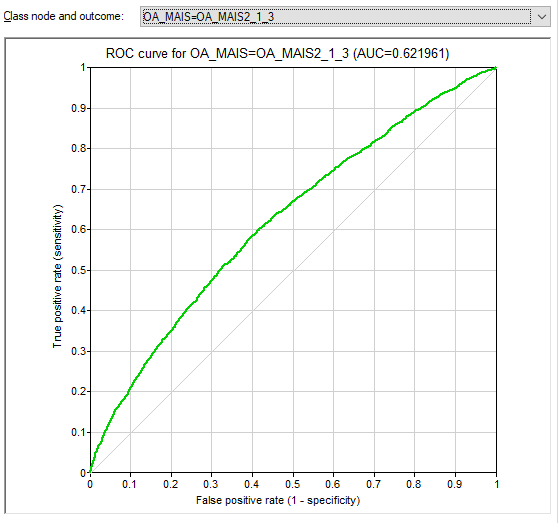 Class node and outcome: OA_MAIS=OA_MAIS2_1_3
ROC curve for OA_MAIS=OA_MAIS2_1_3 (AUC=0.621961)
True positive rate (sensitivity)
1
0.9
0.8
0.7
0.6
0.5
0.4
0.3
0.2
0.1
0
0 0.1 0.2 0.3 0.4 0.5 0.6 0.7 0.8 0.9 1
False positive rate (1 - specificity)